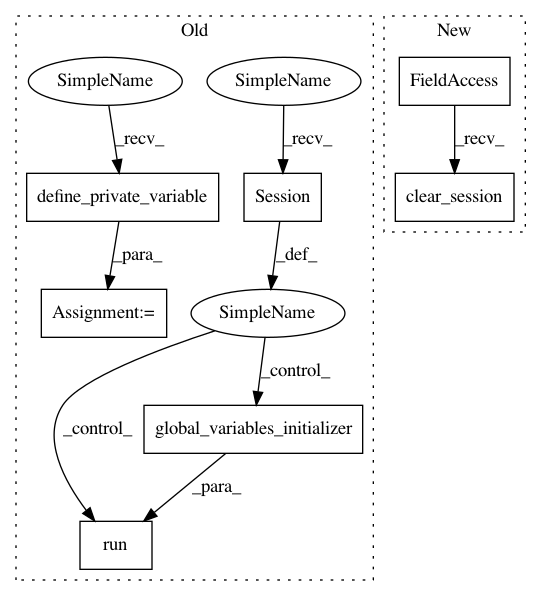 Old
New
SimpleName
SimpleName
FieldAccess
_recv_
_recv_
_recv_
define_private_variable
Session
clear_session
_para_
_def_
Assignment:=
SimpleName
_control_
_control_
global_variables_initializer
_para_
run